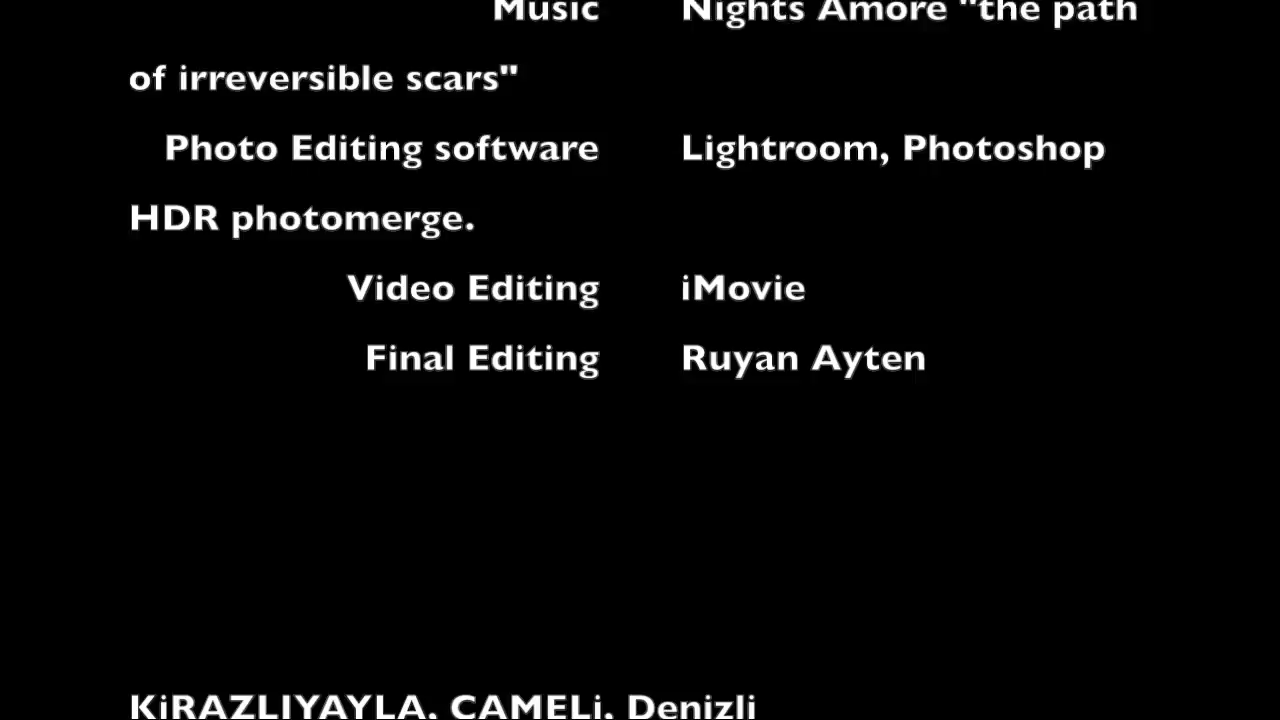 Music Nights Amore "the path
of irreversible scars"
Photo Editing software Lightroom, Photoshop
HDR photomerge.
Video Editing iMovie
Final Editing Ruyan Ayten
KiRAZLIYAYLA, CAMELi, Denizli